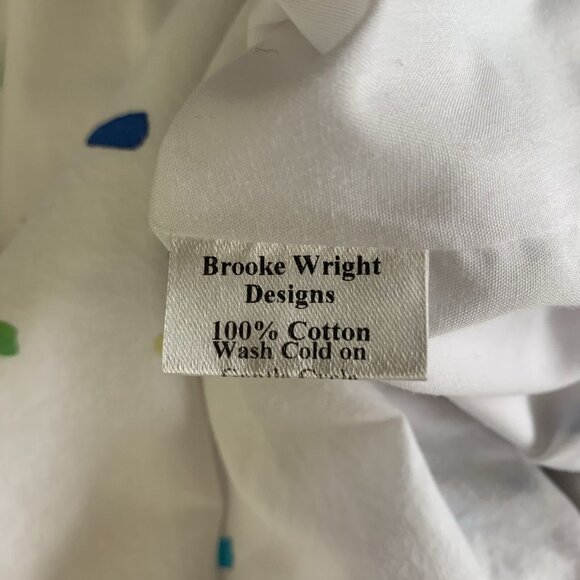 Brooke Wright
Designs
100% Cotton
Wash Cold on